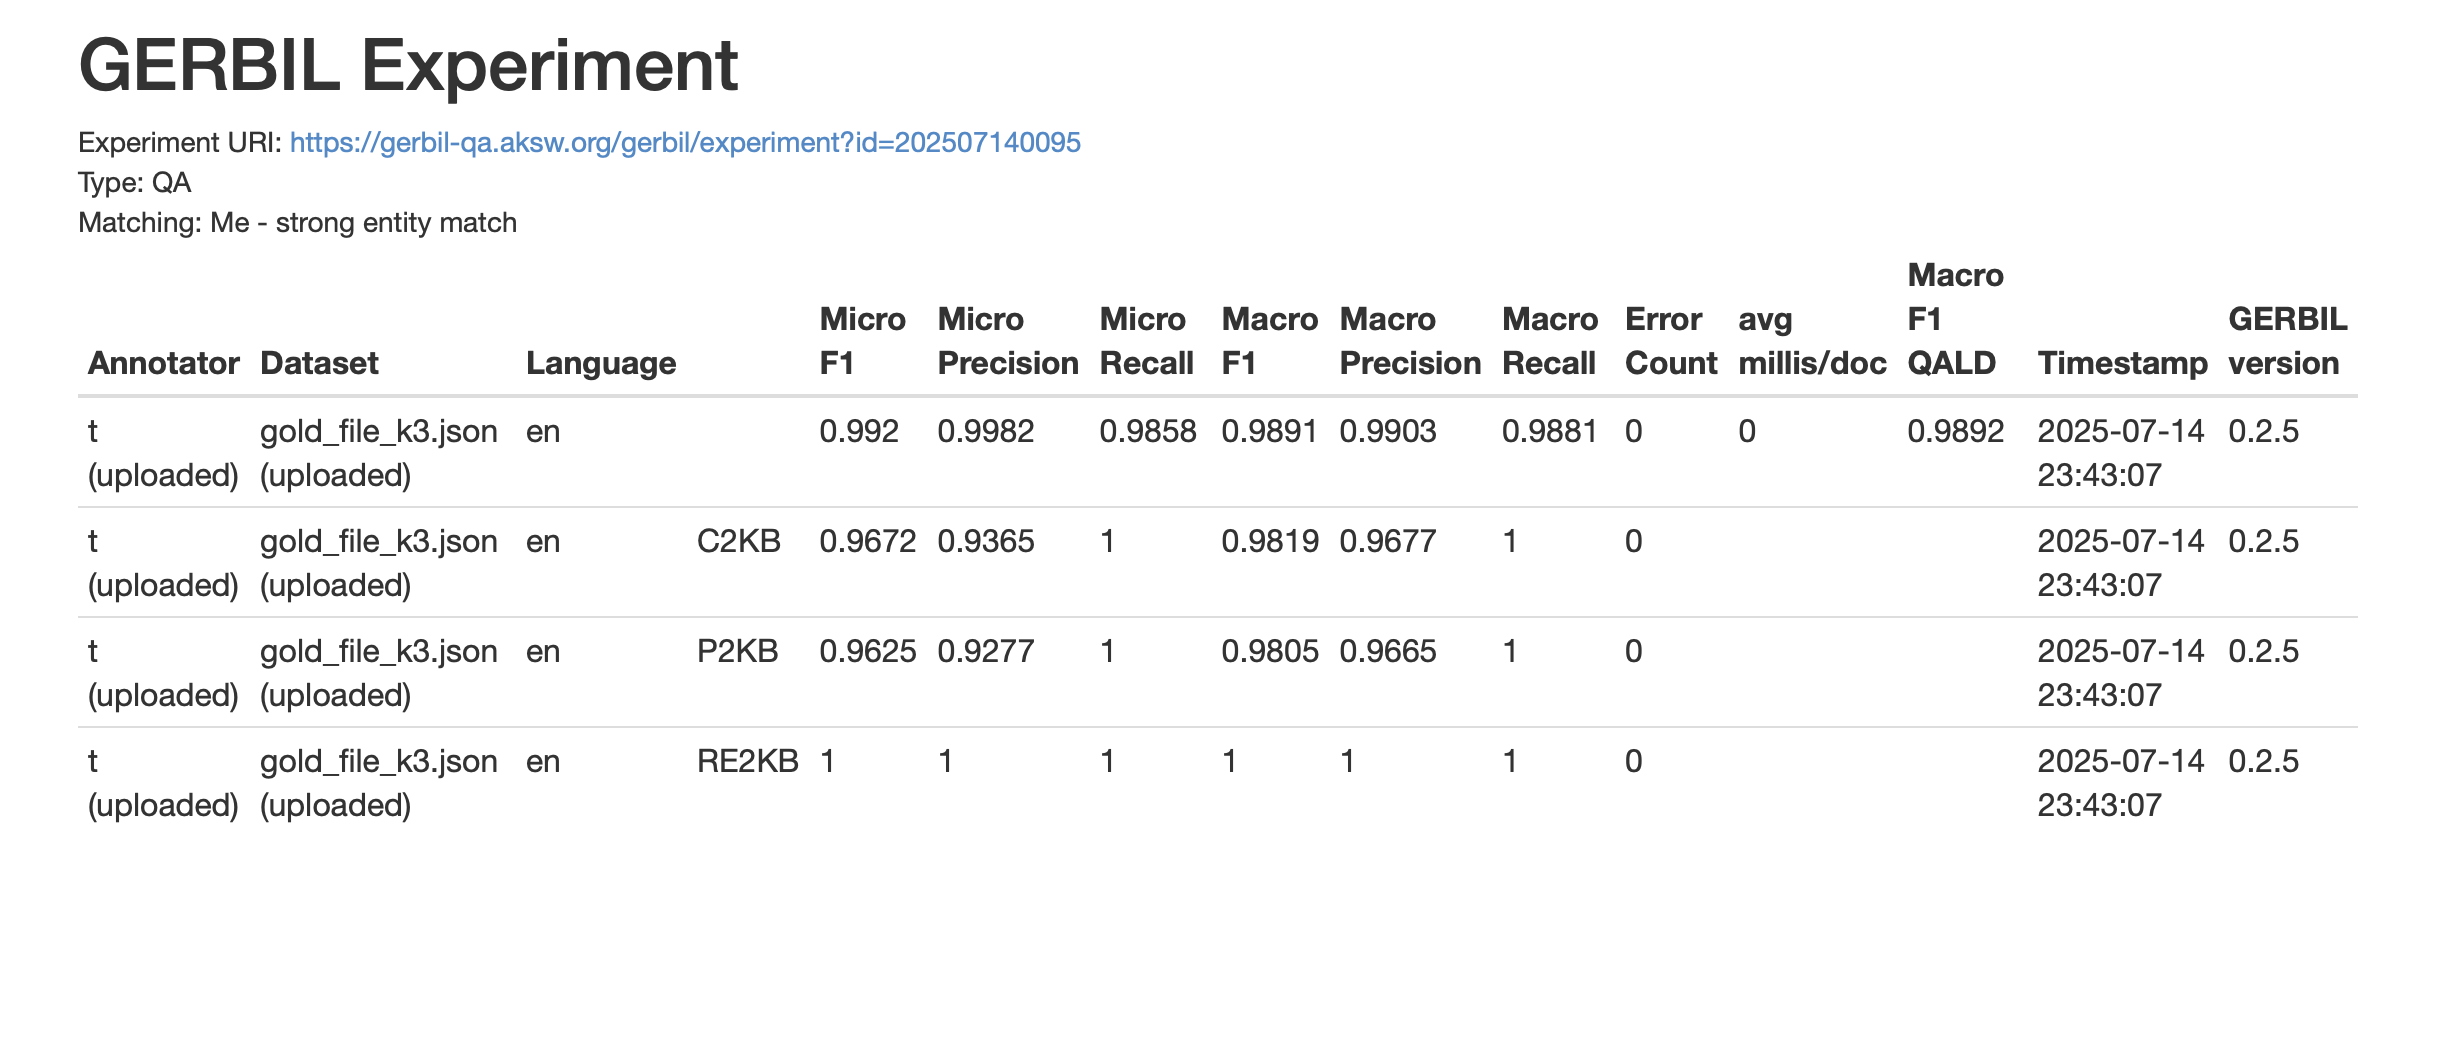 GERBIL Experiment
Experiment URI: https://gerbil-qa.aksw.org/gerbil/experiment?id=202507140095
Type: QA
Matching: Me - strong entity match
Annotator Dataset Language Micro F1 Micro Precision Micro Recall Macro F1 Macro Precision Macro Recall Error Count avg millis/doc Macro F1 QALD Timestamp GERBIL version
t (uploaded) gold_file_k3.json (uploaded) en 0.992 0.9982 0.9858 0.9891 0.9903 0.9881 0 0 0.9892 2025-07-14 23:43:07 0.2.5
t (uploaded) gold_file_k3.json (uploaded) en C2KB 0.9672 0.9365 1 0.9819 0.9677 1 0 2025-07-14 23:43:07 0.2.5
t (uploaded) gold_file_k3.json (uploaded) en P2KB 0.9625 0.9277 1 0.9805 0.9665 1 0 2025-07-14 23:43:07 0.2.5
t (uploaded) gold_file_k3.json (uploaded) en RE2KB 1 1 1 1 1 1 0 2025-07-14 23:43:07 0.2.5